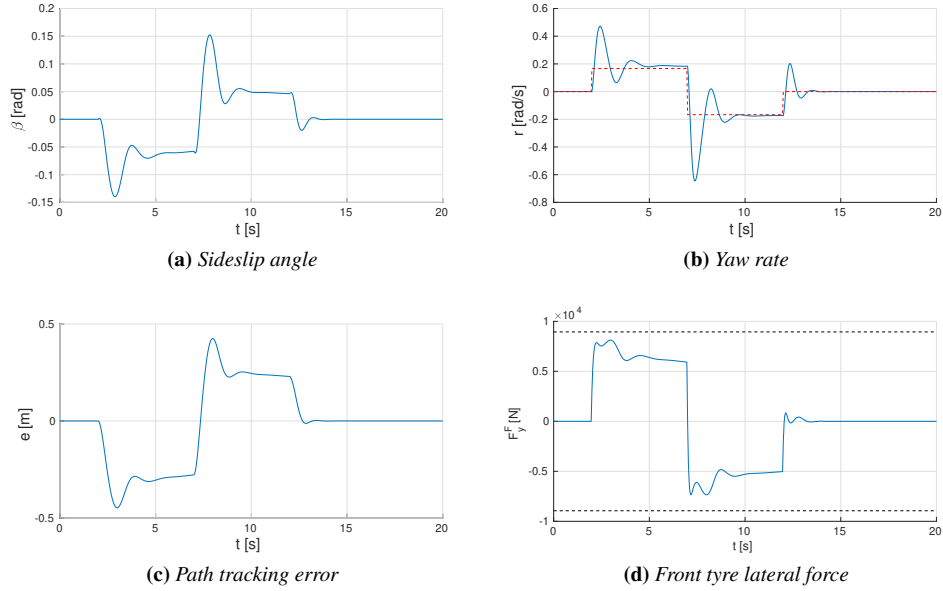 0.2
0.15
0.1
0.05
0
-0.05
-0.1
-0.15
β [rad]
0 5 10 15 20
t [s]
(a) Sideslip angle
0.6
0.4
0.2
0
-0.2
-0.4
-0.6
-0.8
r [rad/s]
0 5 10 15 20
t [s]
(b) Yaw rate
0.5
0
-0.5
e [m]
0 5 10 15 20
t [s]
(c) Path tracking error
×10^4
1
0.5
0
-0.5
-1
F_y^F [N]
0 5 10 15 20
t [s]
(d) Front tyre lateral force